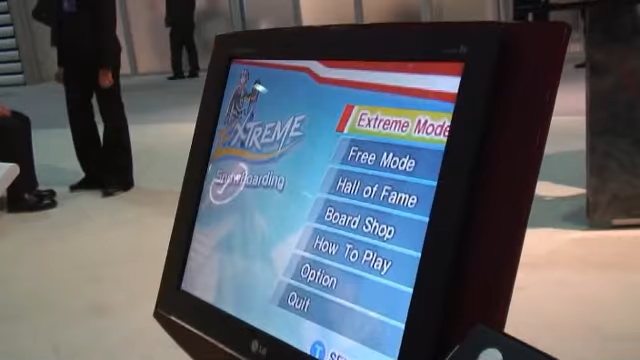 XTREME
Snowboarding
Extreme Mode
Free Mode
Hall of Fame
Board Shop
How To Play
Option
Quit
LG